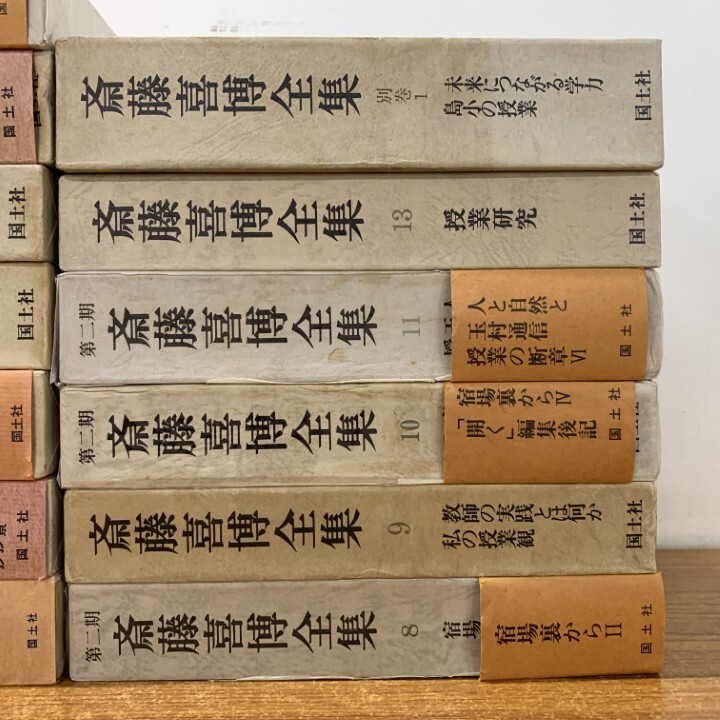 斎藤喜博全集
別巻1
未来につながる学力
島小の授業
国土社
斎藤喜博全集
13
授業研究
国土社
第二期
斎藤喜博全集
11
人と自然と
玉村通信
授業の断章Ⅵ
国土社
第二期
斎藤喜博全集
10
宿場裏からⅣ
「開く」編集後記
国土社
斎藤喜博全集
9
教師の実践とは何か
私の授業観
国土社
第二期
斎藤喜博全集
8
宿場
宿場裏からⅡ
国土社
国土社
国土社
国土社
国土社
国土社
国土社